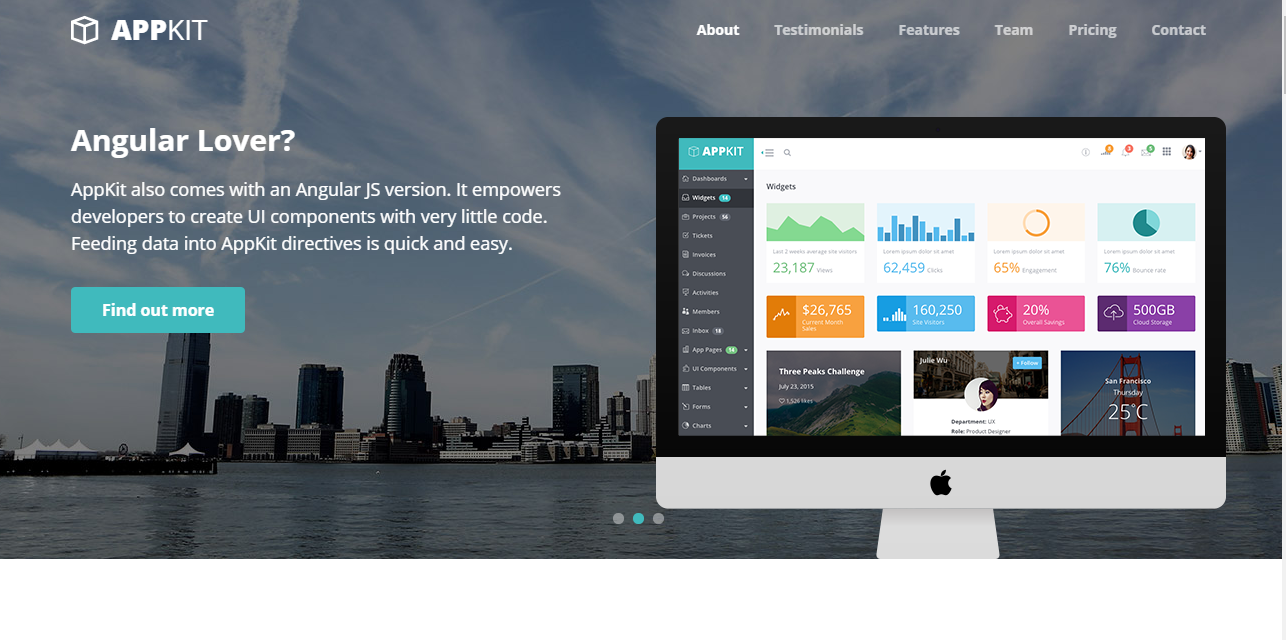 APPKIT
About Testimonials Features Team Pricing Contact
Angular Lover?
AppKit also comes with an Angular JS version. It empowers
developers to create UI components with very little code.
Feeding data into AppKit directives is quick and easy.
Find out more
APPKIT
8 3 5
Dashboards
Widgets 14
Projects 56
Tickets
Invoices
Discussions
Activities
Members
Inbox 18
App Pages 14
UI Components
Tables
Forms
Charts
Widgets
Last 2 weeks average site visitors
23,187 Views
Lorem ipsum dolor sit amet
62,459 Clicks
Lorem ipsum dolor sit amet
65% Engagement
Lorem ipsum dolor sit amet
76% Bounce rate
$26,765
Current Month
Sales
160,250
Site Visitors
20%
Overall Savings
500GB
Cloud Storage
Three Peaks Challenge
July 23, 2015
1,526 likes
Julie Wu
+ Follow
Department: UX
Role: Product Designer
San Francisco
Thursday
25°C